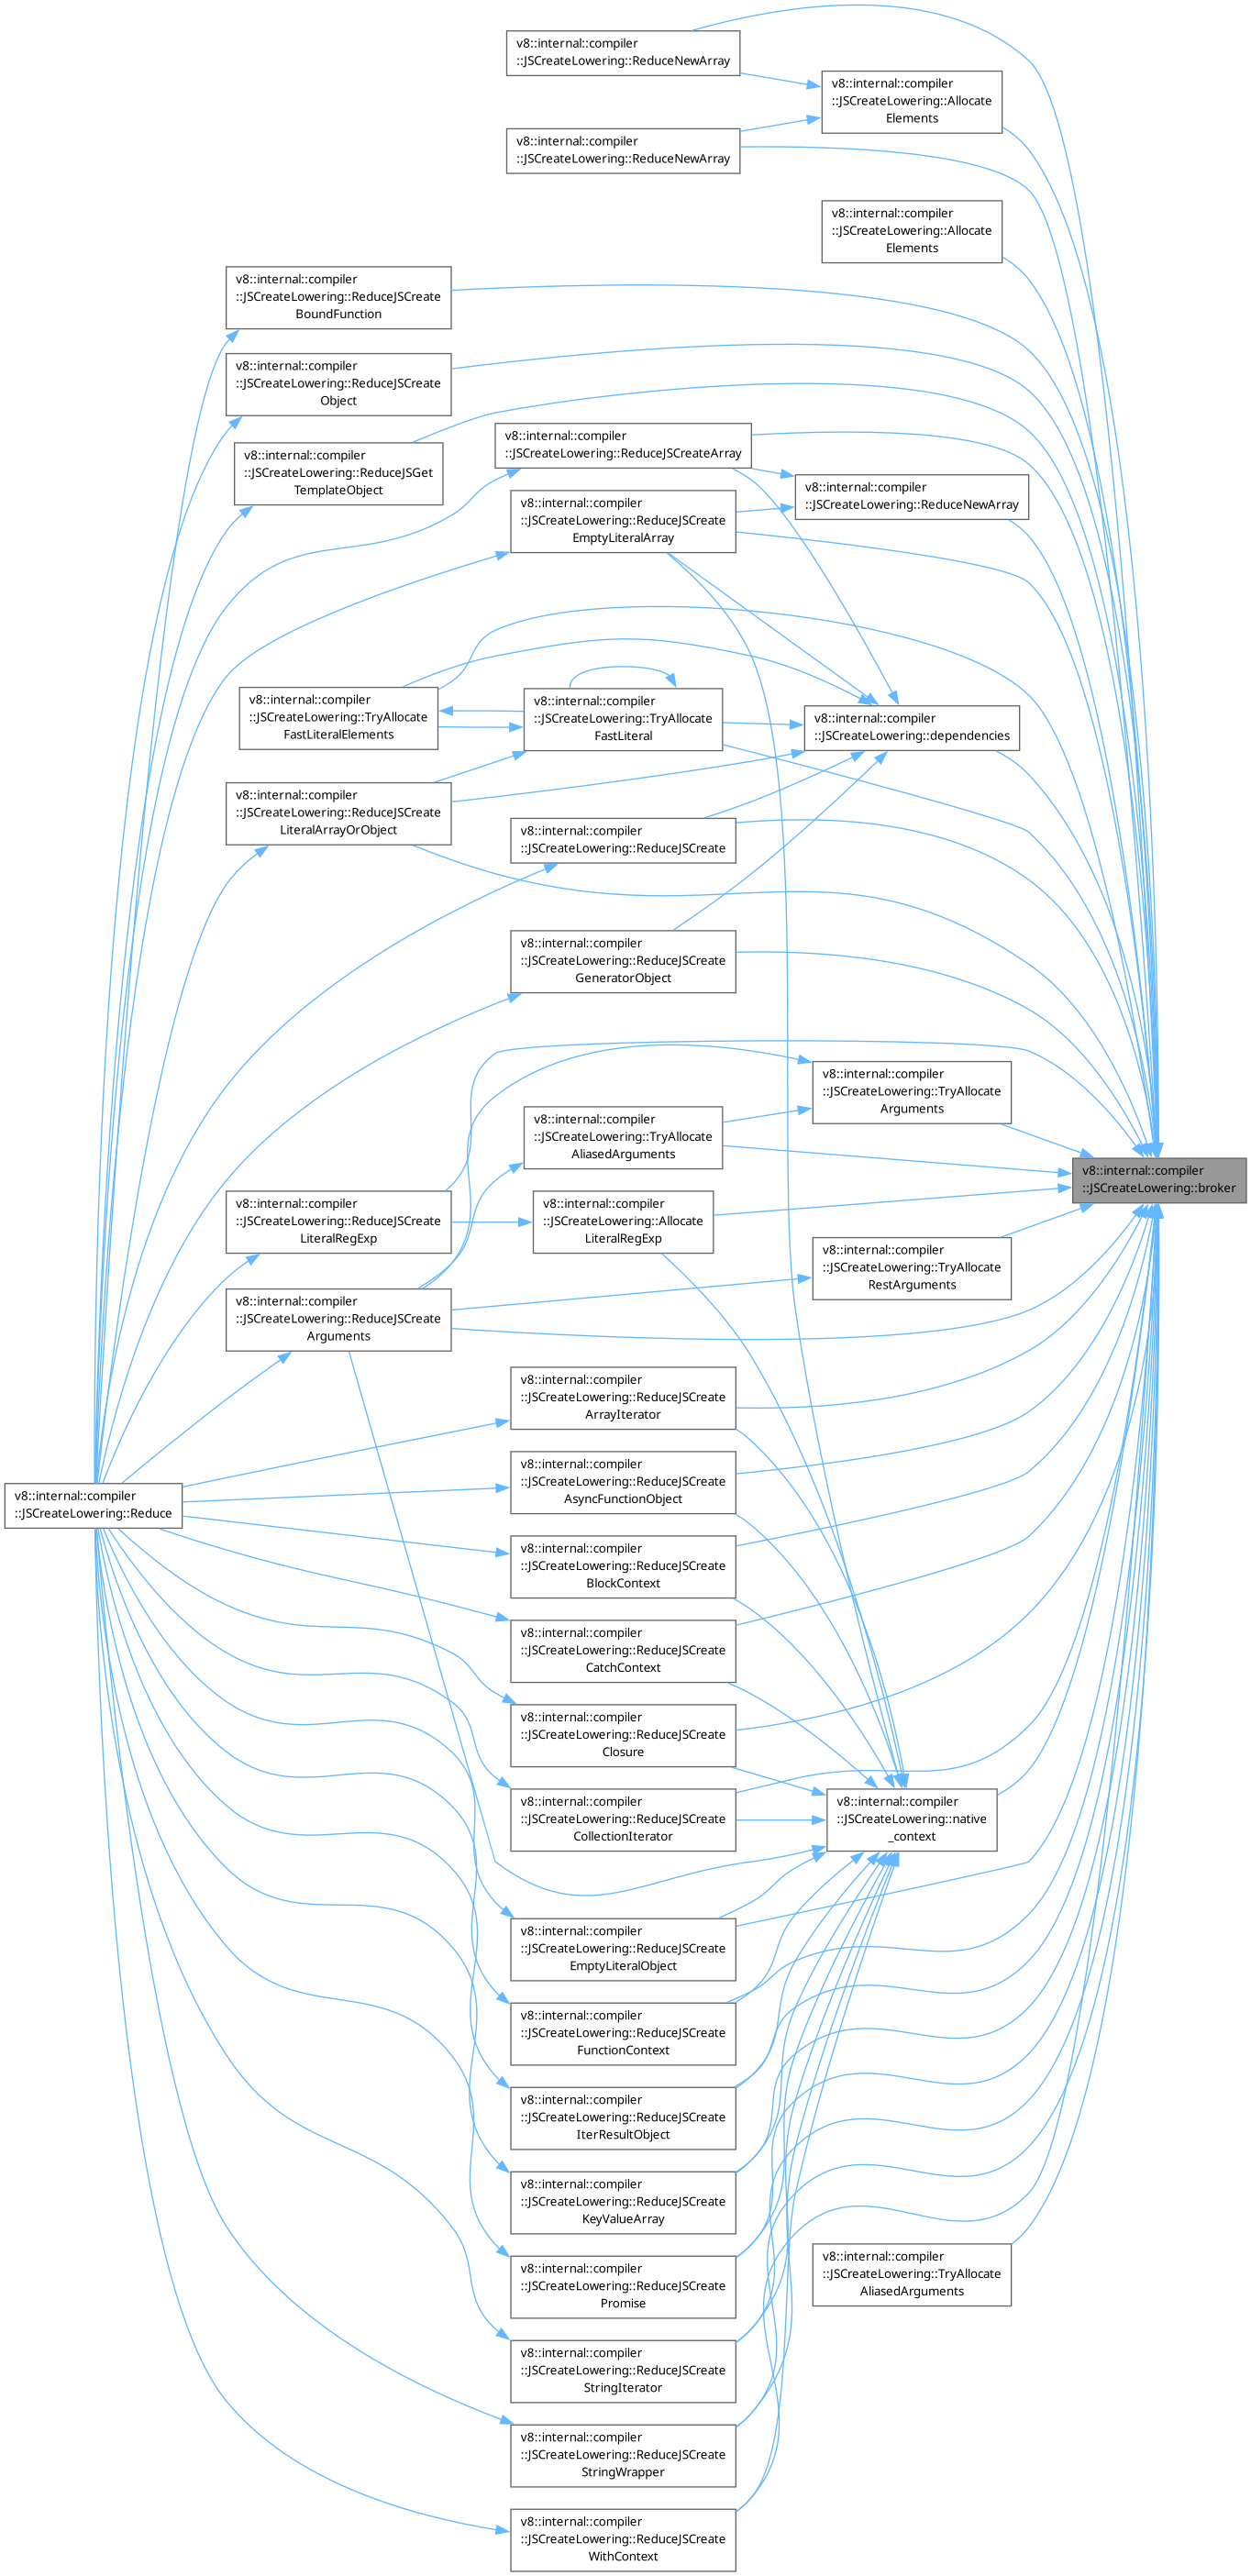 v8::internal::compiler
::JSCreateLowering::ReduceNewArray
v8::internal::compiler
::JSCreateLowering::Allocate
Elements
v8::internal::compiler
::JSCreateLowering::ReduceNewArray
v8::internal::compiler
::JSCreateLowering::Allocate
Elements
v8::internal::compiler
::JSCreateLowering::ReduceJSCreate
BoundFunction
v8::internal::compiler
::JSCreateLowering::ReduceJSCreate
Object
v8::internal::compiler
::JSCreateLowering::ReduceJSGet
TemplateObject
v8::internal::compiler
::JSCreateLowering::ReduceJSCreateArray
v8::internal::compiler
::JSCreateLowering::ReduceNewArray
v8::internal::compiler
::JSCreateLowering::ReduceJSCreate
EmptyLiteralArray
v8::internal::compiler
::JSCreateLowering::TryAllocate
FastLiteralElements
v8::internal::compiler
::JSCreateLowering::TryAllocate
FastLiteral
v8::internal::compiler
::JSCreateLowering::dependencies
v8::internal::compiler
::JSCreateLowering::ReduceJSCreate
LiteralArrayOrObject
v8::internal::compiler
::JSCreateLowering::ReduceJSCreate
v8::internal::compiler
::JSCreateLowering::ReduceJSCreate
GeneratorObject
v8::internal::compiler
::JSCreateLowering::TryAllocate
Arguments
v8::internal::compiler
::JSCreateLowering::TryAllocate
AliasedArguments
v8::internal::compiler
::JSCreateLowering::broker
v8::internal::compiler
::JSCreateLowering::ReduceJSCreate
LiteralRegExp
v8::internal::compiler
::JSCreateLowering::Allocate
LiteralRegExp
v8::internal::compiler
::JSCreateLowering::TryAllocate
RestArguments
v8::internal::compiler
::JSCreateLowering::ReduceJSCreate
Arguments
v8::internal::compiler
::JSCreateLowering::ReduceJSCreate
ArrayIterator
v8::internal::compiler
::JSCreateLowering::ReduceJSCreate
AsyncFunctionObject
v8::internal::compiler
::JSCreateLowering::Reduce
v8::internal::compiler
::JSCreateLowering::ReduceJSCreate
BlockContext
v8::internal::compiler
::JSCreateLowering::ReduceJSCreate
CatchContext
v8::internal::compiler
::JSCreateLowering::ReduceJSCreate
Closure
v8::internal::compiler
::JSCreateLowering::ReduceJSCreate
CollectionIterator
v8::internal::compiler
::JSCreateLowering::native
_context
v8::internal::compiler
::JSCreateLowering::ReduceJSCreate
EmptyLiteralObject
v8::internal::compiler
::JSCreateLowering::ReduceJSCreate
FunctionContext
v8::internal::compiler
::JSCreateLowering::ReduceJSCreate
IterResultObject
v8::internal::compiler
::JSCreateLowering::ReduceJSCreate
KeyValueArray
v8::internal::compiler
::JSCreateLowering::ReduceJSCreate
Promise
v8::internal::compiler
::JSCreateLowering::TryAllocate
AliasedArguments
v8::internal::compiler
::JSCreateLowering::ReduceJSCreate
StringIterator
v8::internal::compiler
::JSCreateLowering::ReduceJSCreate
StringWrapper
v8::internal::compiler
::JSCreateLowering::ReduceJSCreate
WithContext